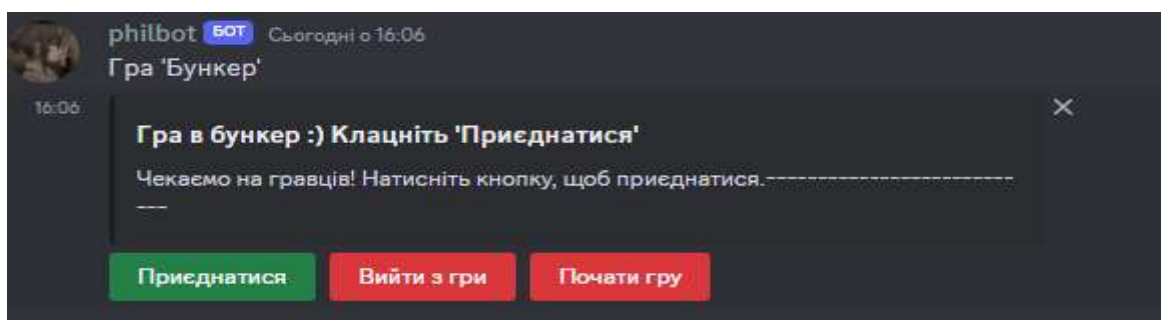 philbot БОТ Сьогодні о 16:06
Гра 'Бункер'
16:06
Гра в бункер :) Клацніть 'Приєднатися'
Чекаємо на гравців! Натисніть кнопку, щоб приєднатися.------------------------
---
Приєднатися Вийти з гри Почати гру